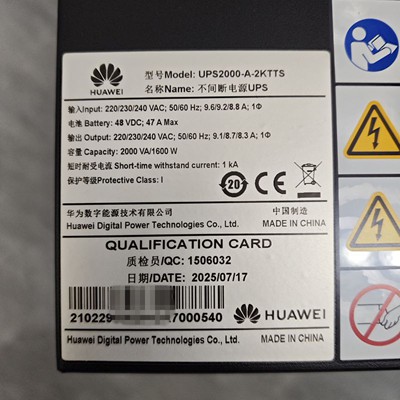 HUAWEI
型号Model: UPS2000-A-2KTTS
名称Name: 不间断电源UPS
输入Input: 220/230/240 VAC; 50/60 Hz; 9.6/9.2/8.8 A; 1Φ
电池 Battery: 48 VDC; 47 A Max
输出 Output: 220/230/240 VAC; 50/60 Hz; 9.1/8.7/8.3 A; 1Φ
容量 Capacity: 2000 VA/1600 W
短时耐受电流 Short-time withstand current: 1 kA
保护等级Protective Class: I
20
CE
华为数字能源技术有限公司
Huawei Digital Power Technologies Co., Ltd.
中国制造
MADE IN CHINA
QUALIFICATION CARD
质检员/QC: 1506032
日期/DATE: 2025/07/17
210229
7000540
HUAWEI
Huawei Digital Power Technologies Co., Ltd.
MADE IN CHINA